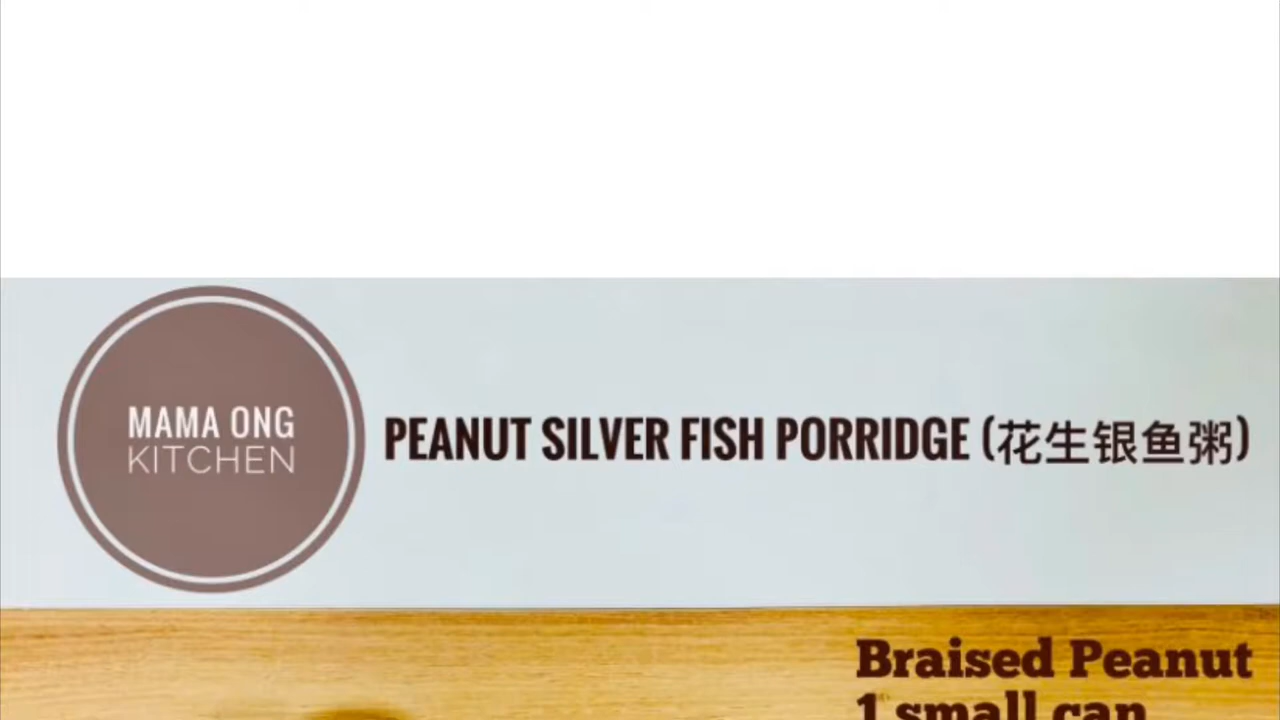 MAMA ONG
KITCHEN
PEANUT SILVER FISH PORRIDGE (花生银鱼粥)
Braised Peanut
1 small can